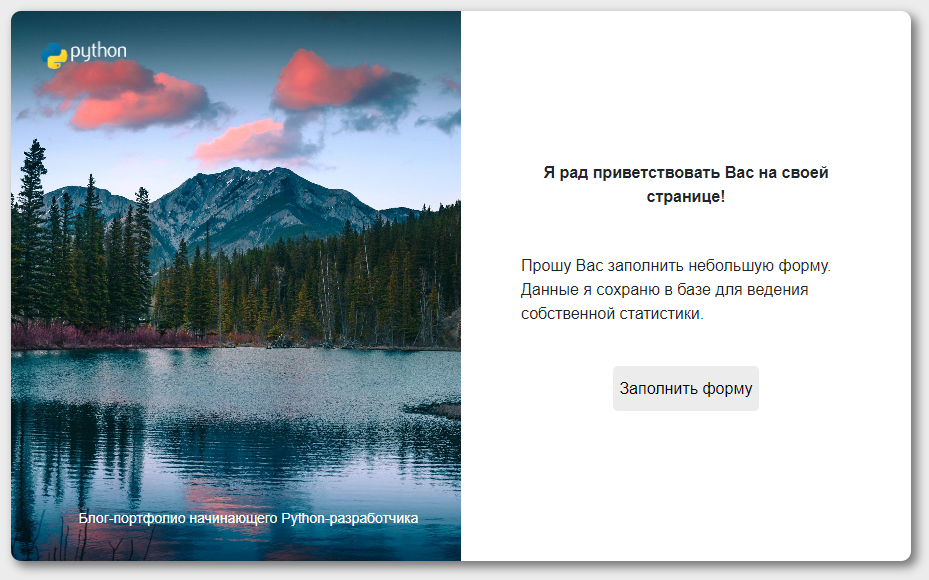 python
Я рад приветствовать Вас на своей
странице!
Прошу Вас заполнить небольшую форму.
Данные я сохраню в базе для ведения
собственной статистики.
Заполнить форму
Блог-портфолио начинающего Python-разработчика